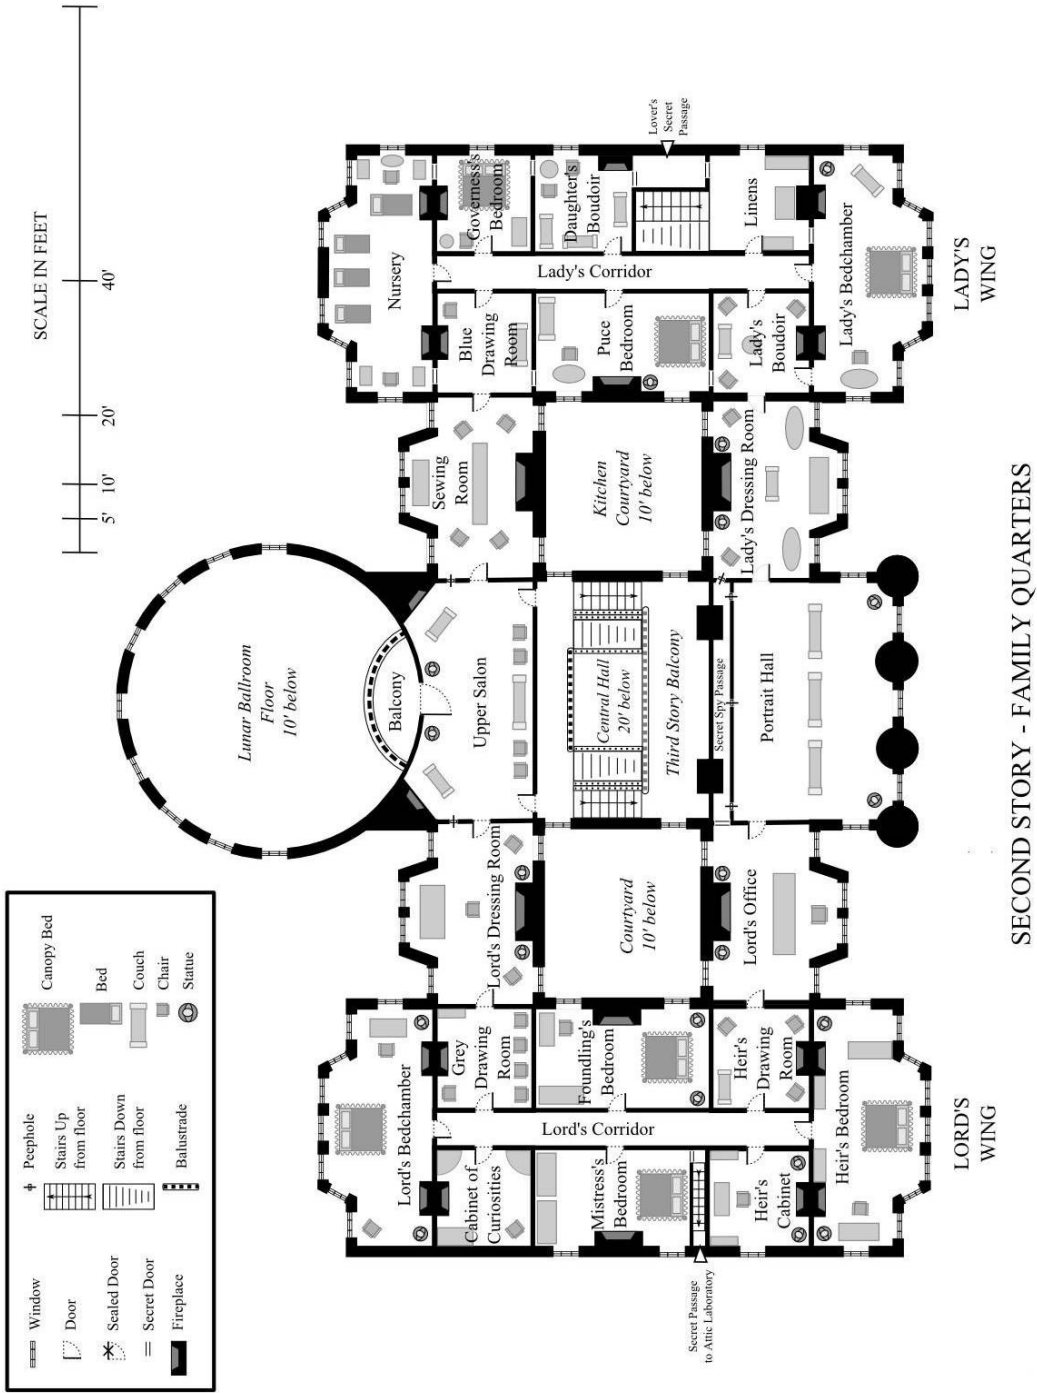 SCALE IN FEET
5'
10'
20'
40'
Lover's
Secret
Passage
Nursery
Governess's
Bedroom
Daughter's
Boudoir
Linens
Lady's Bedchamber
Lady's Corridor
Blue
Drawing
Room
Puce
Bedroom
Lady's
Boudoir
LADY'S
WING
Sewing
Room
Kitchen
Courtyard
10' below
Lady's Dressing Room
Lunar Ballroom
Floor
10' below
Balcony
Upper Salon
Central Hall
20' below
Third Story Balcony
Secret Spy Passage
Portrait Hall
Lord's Dressing Room
Courtyard
10' below
Lord's Office
Lord's Bedchamber
Grey
Drawing
Room
Foundling's
Bedroom
Heir's
Drawing
Room
Heir's Bedroom
Lord's Corridor
Cabinet of
Curiosities
Mistress's
Bedroom
Heir's
Cabinet
LORD'S
WING
Secret Passage
to Attic Laboratory
SECOND STORY - FAMILY QUARTERS
Window
Door
Sealed Door
Secret Door
Fireplace
Peephole
Stairs Up
from floor
Stairs Down
from floor
Balustrade
Canopy Bed
Bed
Couch
Chair
Statue